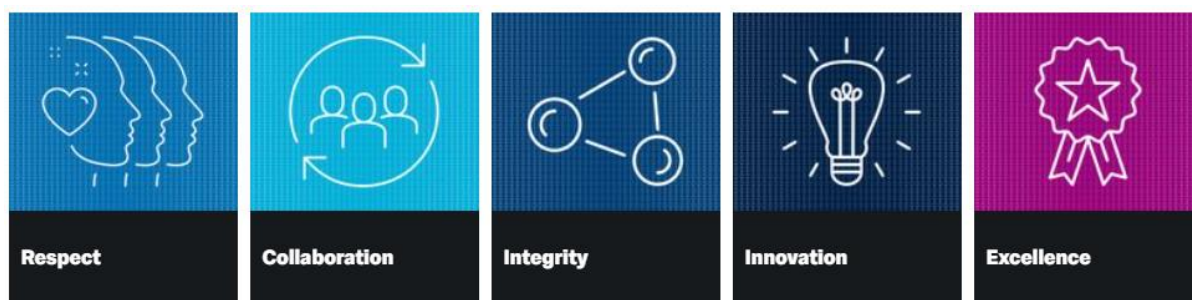 Respect
Collaboration
Integrity
Innovation
Excellence